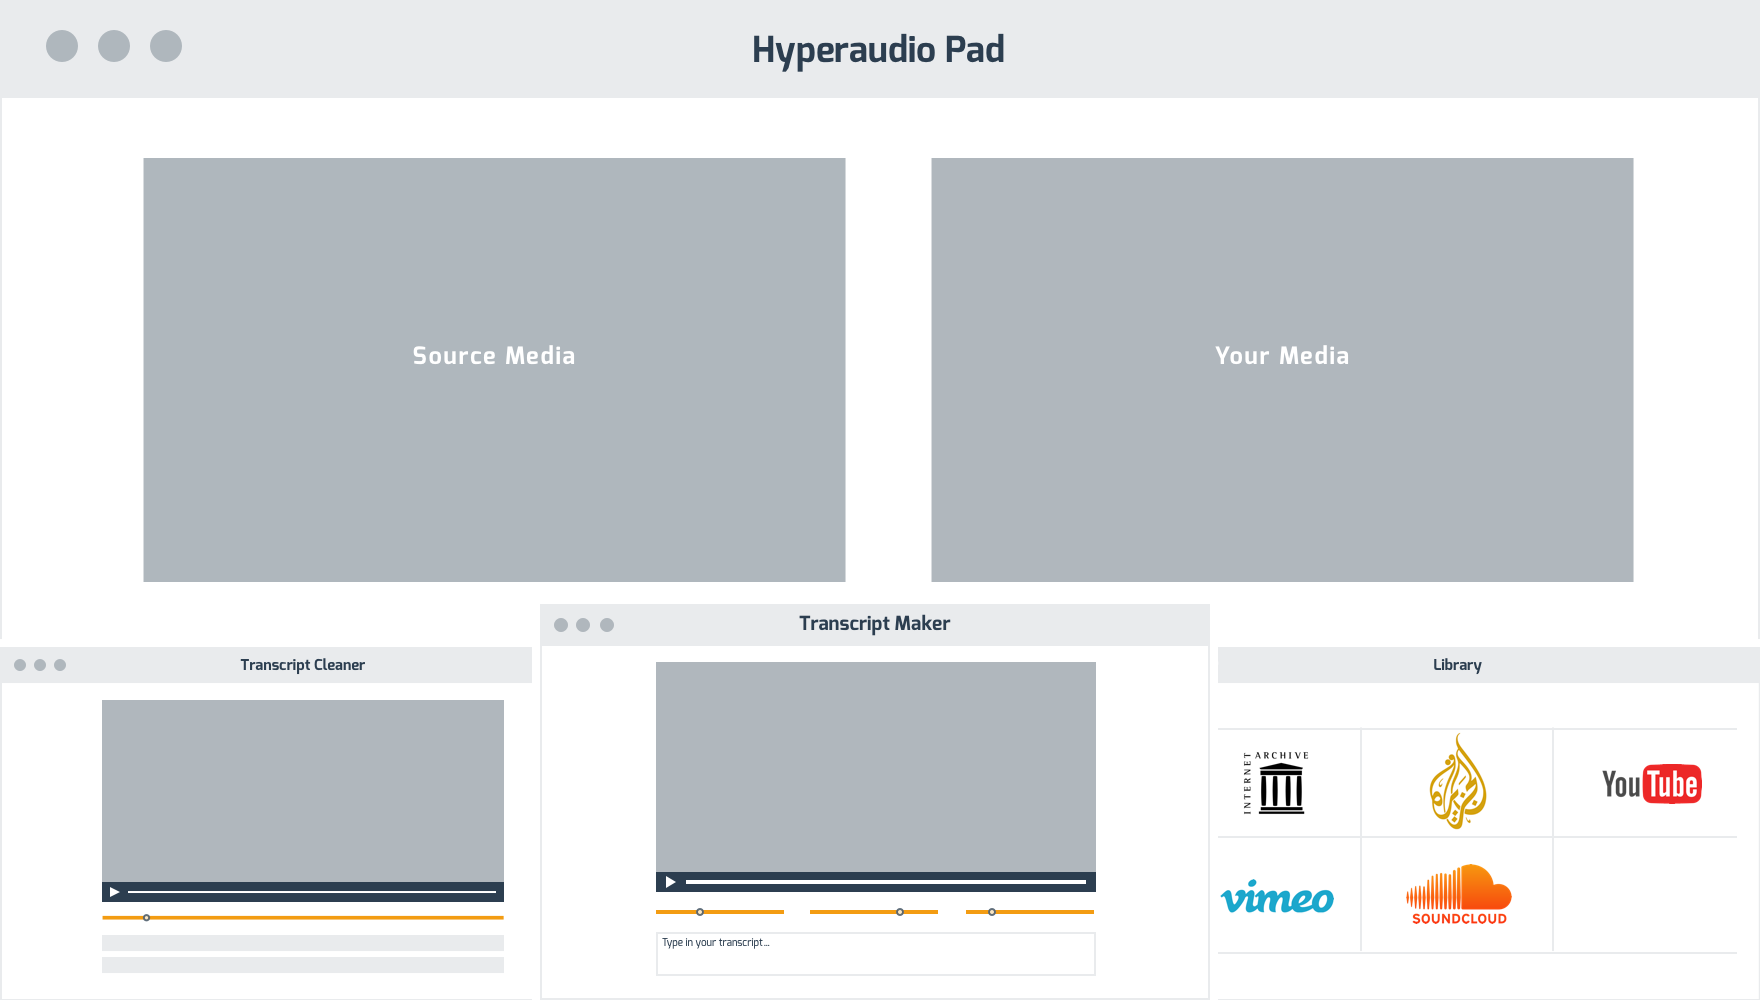 Hyperaudio Pad
Source Media
Your Media
Transcript Cleaner
Transcript Maker
Type in your transcript...
Library
INTERNET ARCHIVE
الجزيرة
YouTube
vimeo
SOUNDCLOUD